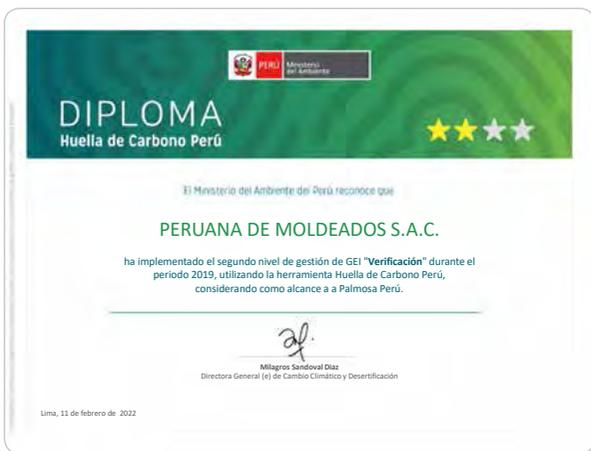 PERÚ
Ministerio
del Ambiente
DIPLOMA
Huella de Carbono Perú
El Ministerio del Ambiente del Perú reconoce que
PERUANA DE MOLDEADOS S.A.C.
ha implementado el segundo nivel de gestión de GEI "Verificación" durante el
periodo 2019, utilizando la herramienta Huella de Carbono Perú,
considerando como alcance a a Palmosa Perú.
Milagros Sandoval Diaz
Directora General (e) de Cambio Climático y Desertificación
Lima, 11 de febrero de 2022